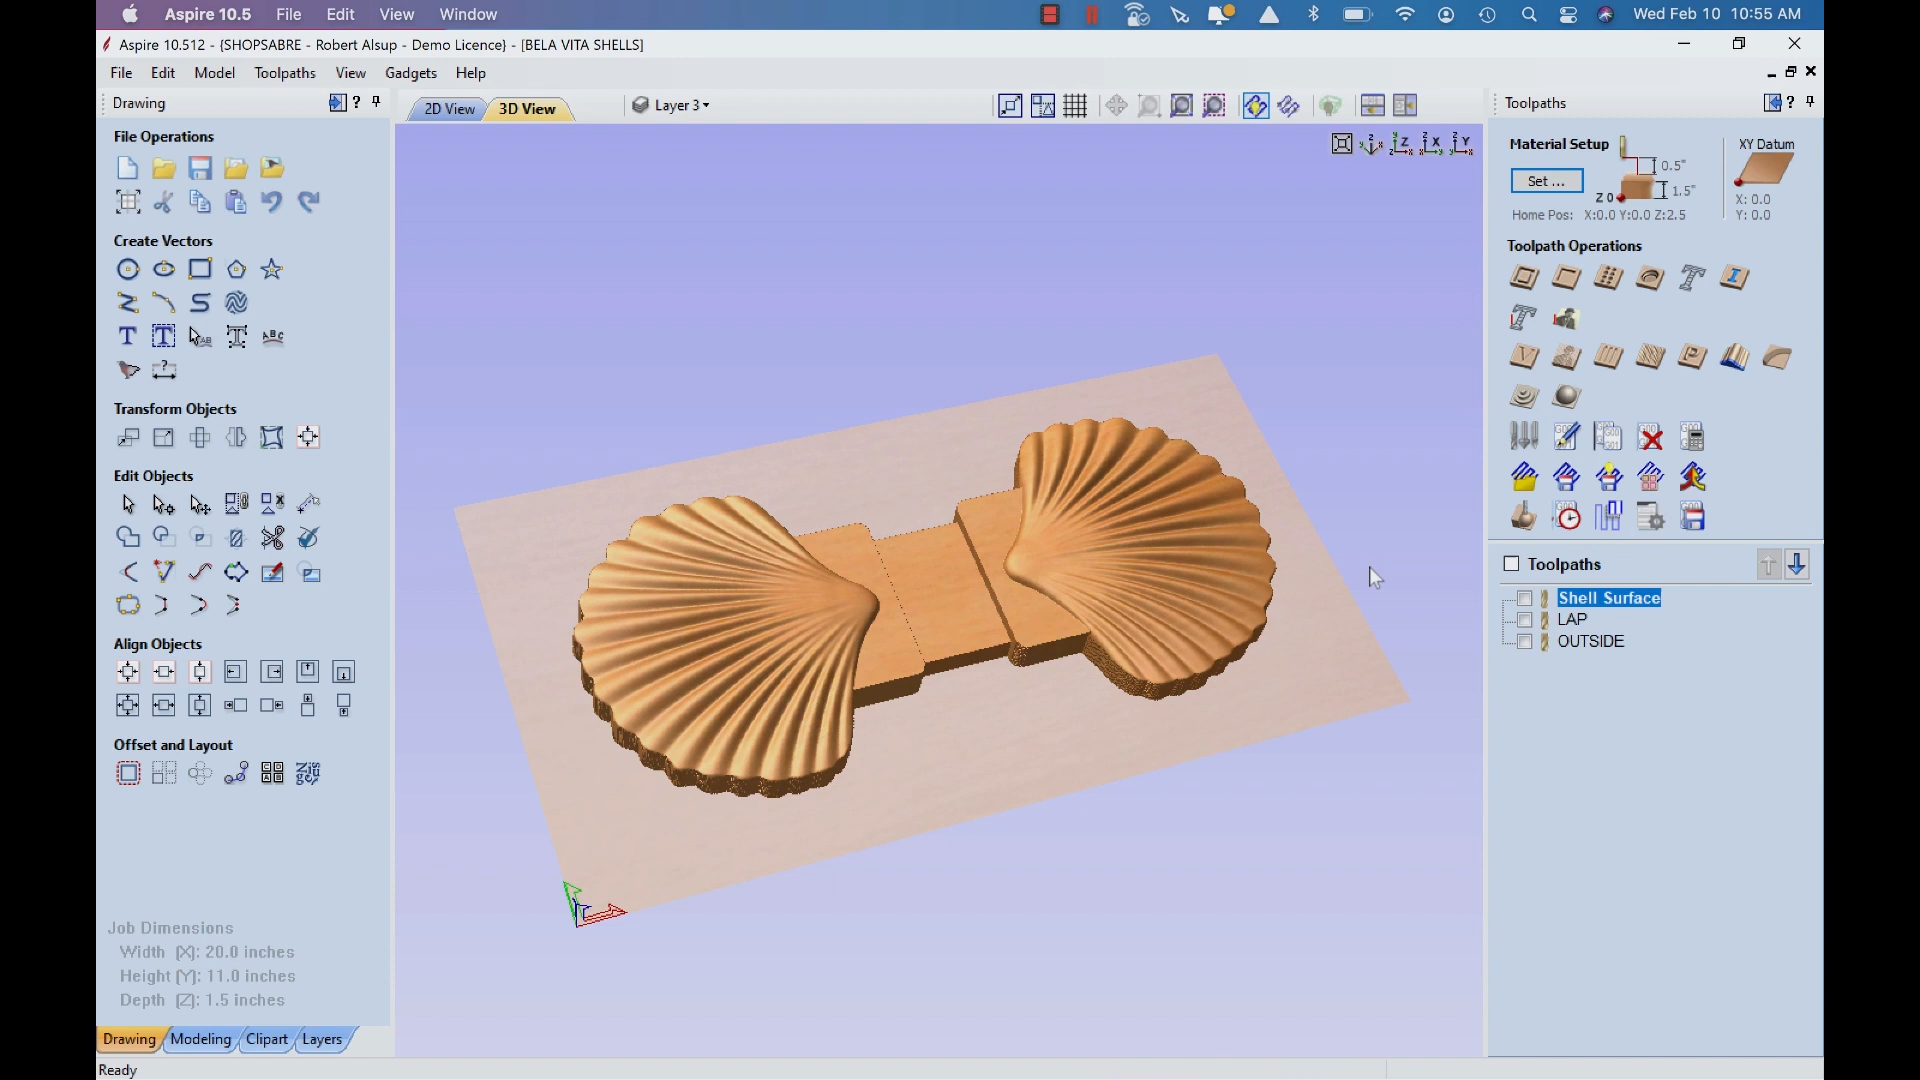 Aspire 10.5 File Edit View Window Wed Feb 10 10:55 AM
Aspire 10.512 - {SHOPSABRE - Robert Alsup - Demo Licence} - [BELA VITA SHELLS]
File Edit Model Toolpaths View Gadgets Help
Drawing
2D View
3D View
Layer 3
Toolpaths
File Operations
Create Vectors
Transform Objects
Edit Objects
Align Objects
Offset and Layout
Job Dimensions
Width (X): 20.0 inches
Height (Y): 11.0 inches
Depth (Z): 1.5 inches
Drawing Modeling Clipart Layers
Ready
Material Setup
Set ...
0.5"
1.5"
Z 0
Home Pos: X:0.0 Y:0.0 Z:2.5
XY Datum
X: 0.0
Y: 0.0
Toolpath Operations
Toolpaths
Shell Surface
LAP
OUTSIDE